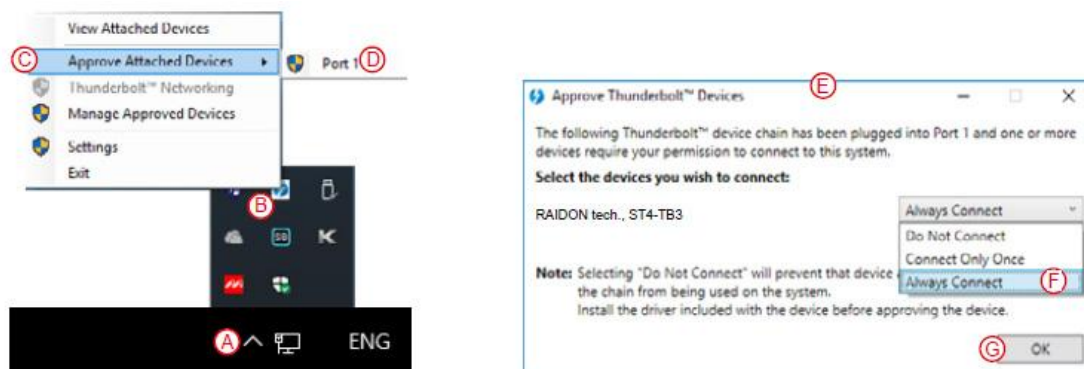 View Attached Devices
C Approve Attached Devices Port 1 D
Thunderbolt™ Networking
Manage Approved Devices
Settings
Exit
B
SB K
A ENG
Approve Thunderbolt™ Devices E
The following Thunderbolt™ device chain has been plugged into Port 1 and one or more
devices require your permission to connect to this system.
Select the devices you wish to connect:
RAIDON tech., ST4-TB3
Always Connect
Do Not Connect
Connect Only Once
Always Connect F
Note: Selecting "Do Not Connect" will prevent that device
the chain from being used on the system.
Install the driver included with the device before approving the device.
G OK